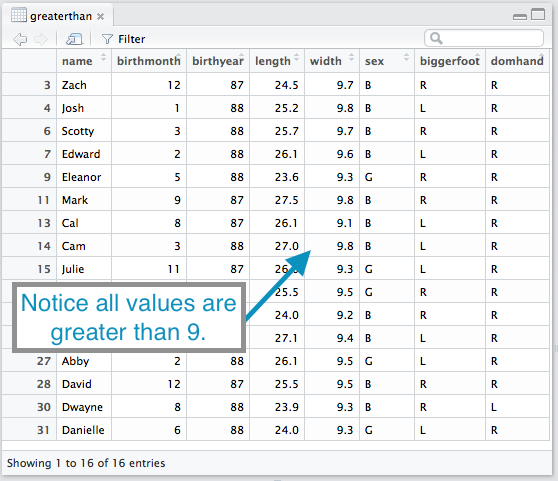 greaterthan
Filter
name birthmonth birthyear length width sex biggerfoot domhand
3 Zach 12 87 24.5 9.7 B R R
4 Josh 1 88 25.2 9.8 B L R
6 Scotty 3 88 25.7 9.7 B R R
7 Edward 2 88 26.1 9.6 B L R
9 Eleanor 5 88 23.6 9.3 G R R
11 Mark 9 87 27.5 9.8 B R R
13 Cal 8 87 26.1 9.1 B L R
14 Cam 3 88 27.0 9.8 B L R
15 Julie 11 87 9.3 G L R
25.5 9.5 G R R
24.0 9.2 B R R
27.1 9.4 B L R
Notice all values are
greater than 9.
27 Abby 2 88 26.1 9.5 G L R
28 David 12 87 25.5 9.5 B R R
30 Dwayne 8 88 23.9 9.3 B R L
31 Danielle 6 88 24.0 9.3 G L R
Showing 1 to 16 of 16 entries